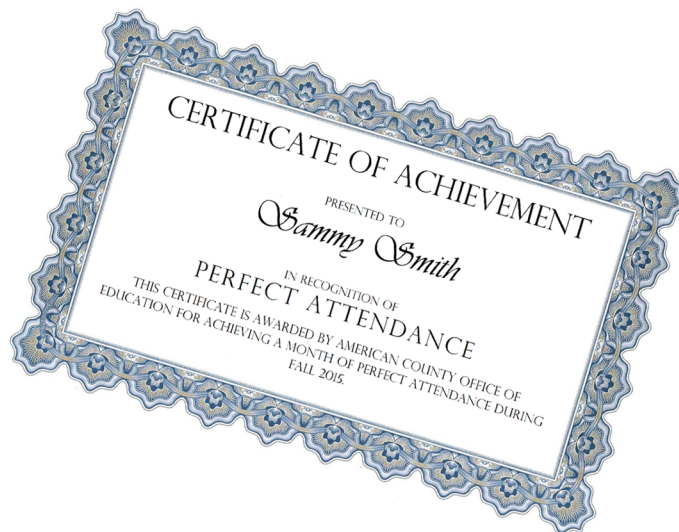 CERTIFICATE OF ACHIEVEMENT
PRESENTED TO
Sammy Smith
IN RECOGNITION OF
PERFECT ATTENDANCE
THIS CERTIFICATE IS AWARDED BY AMERICAN COUNTY OFFICE OF
EDUCATION FOR ACHIEVING A MONTH OF PERFECT ATTENDANCE DURING
FALL 2015.